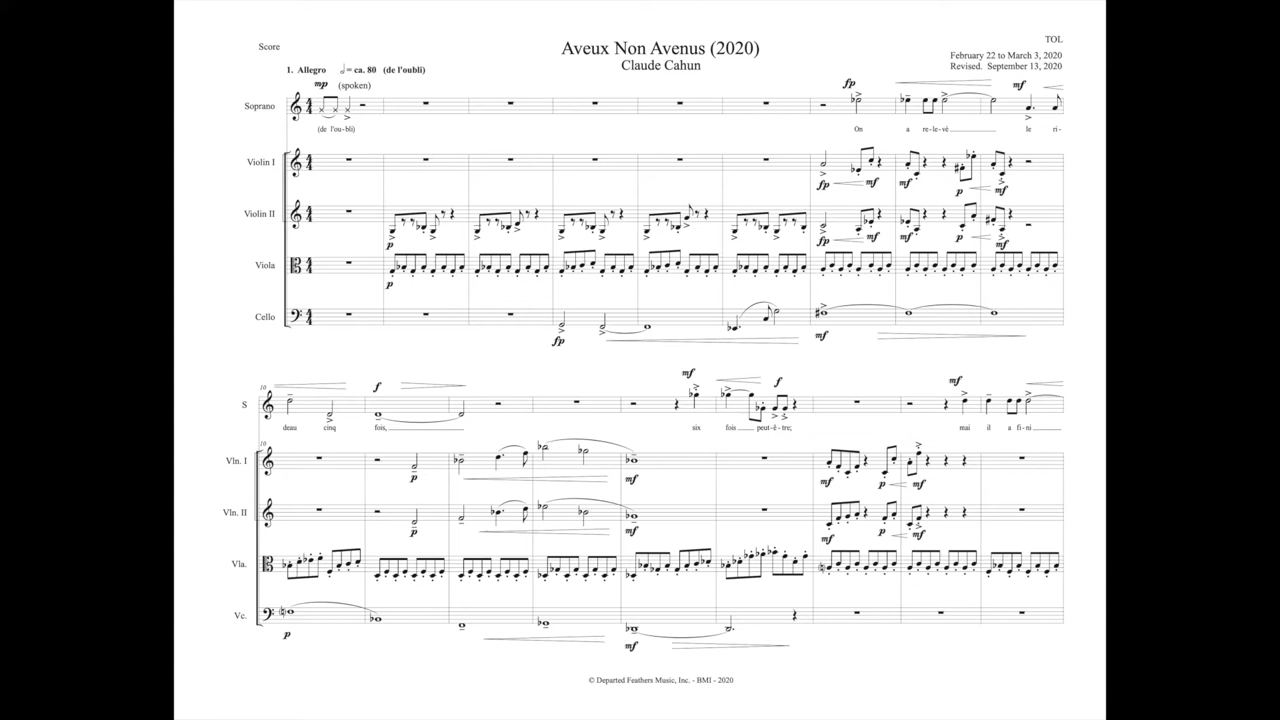 Score
Aveux Non Avenus (2020)
Claude Cahun
TOL
February 22 to March 3, 2020
Revised. September 13, 2020
1. Allegro = ca. 80 (de l'oubli)
mp (spoken) fp mf
Soprano
(de l'ou-bli) On a re-le-vé le ri-
Violin I
fp mf mf p mf
Violin II
p fp mf mf p mf
Viola
p
Cello
fp mf
10 f mf f mf
S
deau cinq fois, six fois peut-ê-tre; mai il a fi-ni
10
Vln. I
p mf mf p mf
Vln. II
p mf mf p mf
Vla.
Vc.
p mf
© Departed Feathers Music, Inc. - BMI - 2020